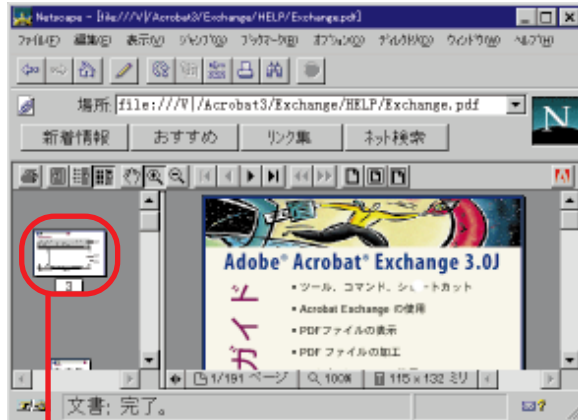 Netscape - [file:///V|/Acrobat3/Exchange/HELP/Exchange.pdf]
ファイル(F) 編集(E) 表示(V) ジャンプ(G) ブックマーク(B) オプション(O) ディレクトリ(D) ウィンドウ(W) ヘルプ(H)
場所: file:///V|/Acrobat3/Exchange/HELP/Exchange.pdf
N
新着情報 おすすめ リンク集 ネット検索
Adobe® Acrobat® Exchange 3.0J
ガイド
• ツール、コマンド、ショートカット
• Acrobat Exchange の使用
• PDFファイルの表示
• PDF ファイルの加工
3
1/191 ページ 100% 115 x 132 ミリ
文書: 完了。